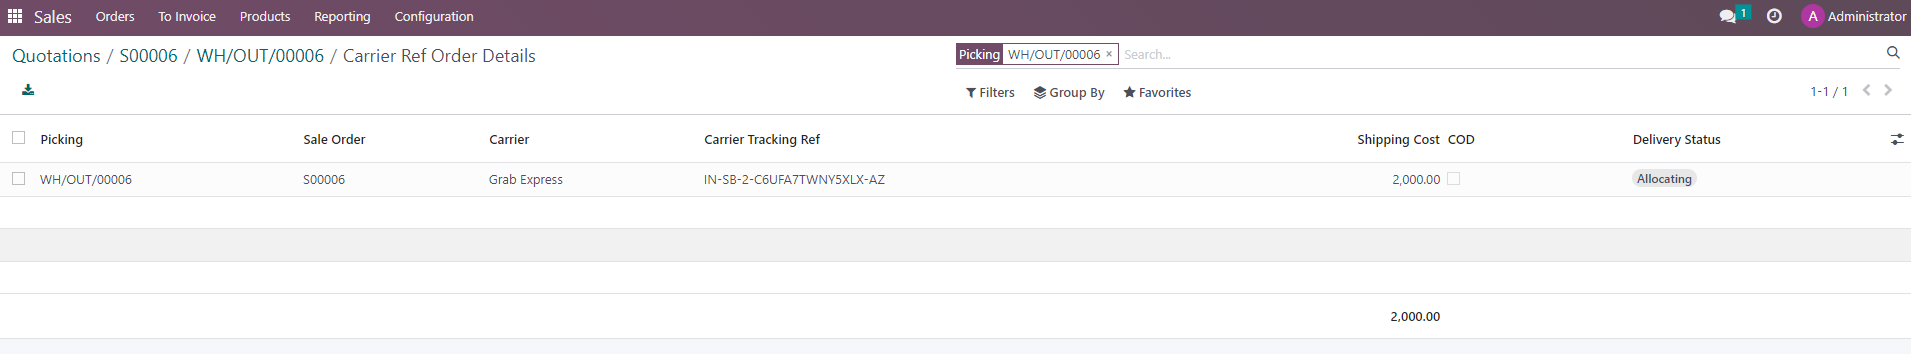 Sales Orders To Invoice Products Reporting Configuration 1 A Administrator
Quotations / S00006 / WH/OUT/00006 / Carrier Ref Order Details
Picking WH/OUT/00006 × Search...
Filters Group By Favorites 1-1 / 1
Picking Sale Order Carrier Carrier Tracking Ref Shipping Cost COD Delivery Status
WH/OUT/00006 S00006 Grab Express IN-SB-2-C6UFA7TWNY5XLX-AZ 2,000.00 Allocating
2,000.00